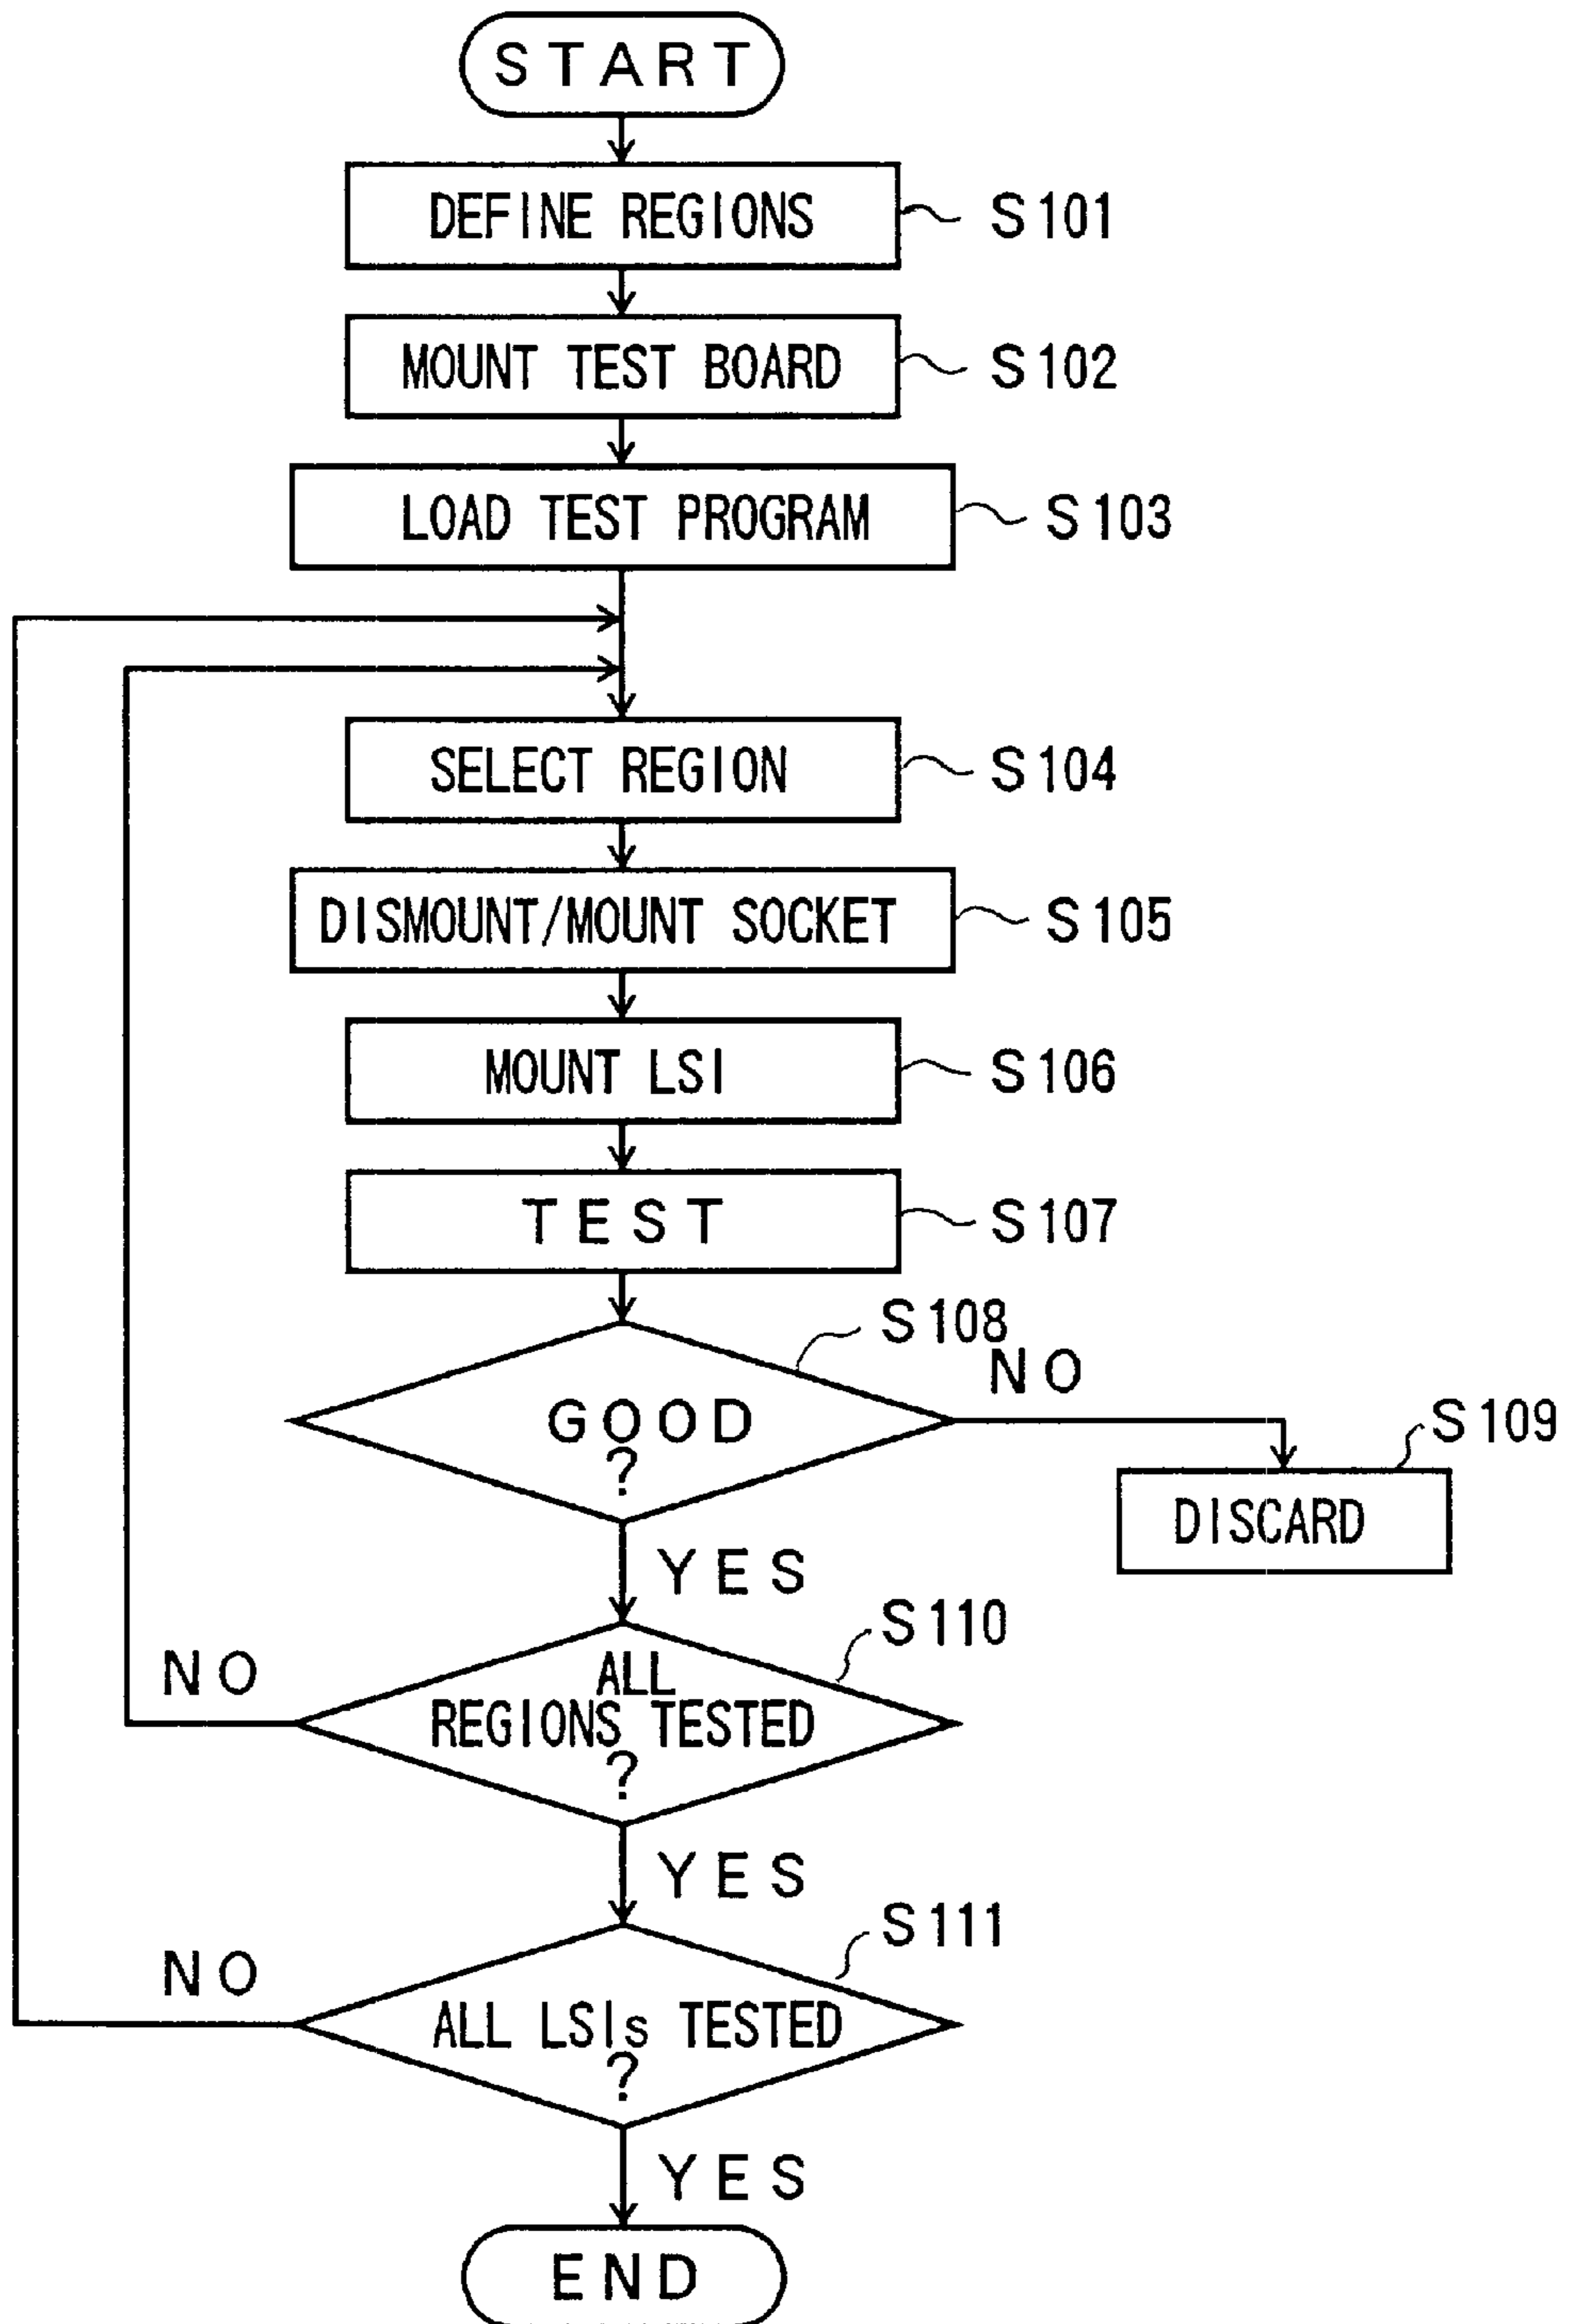 START
DEFINE REGIONS
S101
MOUNT TEST BOARD
S102
LOAD TEST PROGRAM
S103
SELECT REGION
S104
DISMOUNT/MOUNT SOCKET
S105
MOUNT LSI
S106
TEST
S107
S108
GOOD
?
NO
S109
DISCARD
YES
S110
ALL
REGIONS TESTED
?
NO
YES
S111
ALL LSIs TESTED
?
NO
YES
END